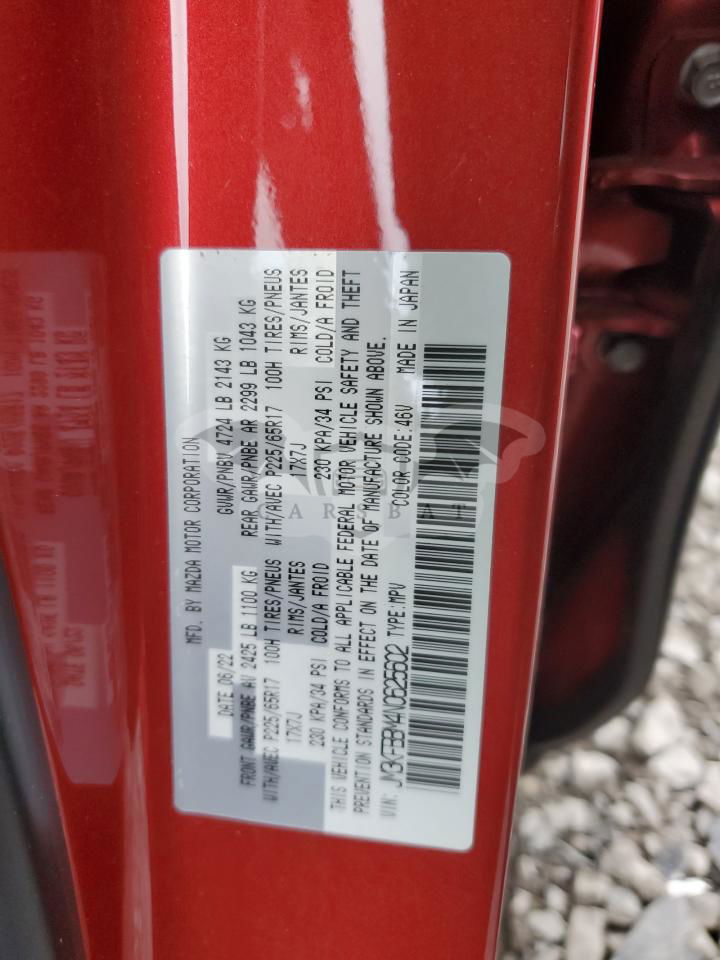 MFD. BY MAZDA MOTOR CORPORATION
DATE 06/22 GVWR/PNBV 4724 LB 2143 KG
FRONT GAWR/PNBE AV 2425 LB 1100 KG REAR GAWR/PNBE AR 2299 LB 1043 KG
WITH/AVEC P225/65R17 100H TIRES/PNEUS WITH/AVEC P225/65R17 100H TIRES/PNEUS
17X7J RIMS/JANTES 17X7J RIMS/JANTES
230 KPA/34 PSI COLD/A FROID 230 KPA/34 PSI COLD/A FROID
THIS VEHICLE CONFORMS TO ALL APPLICABLE FEDERAL MOTOR VEHICLE SAFETY AND THEFT
PREVENTION STANDARDS IN EFFECT ON THE DATE OF MANUFACTURE SHOWN ABOVE.
VIN: JM3KFBBM4N0625602 TYPE:MPV COLOR CODE:46V MADE IN JAPAN
CARSBAT